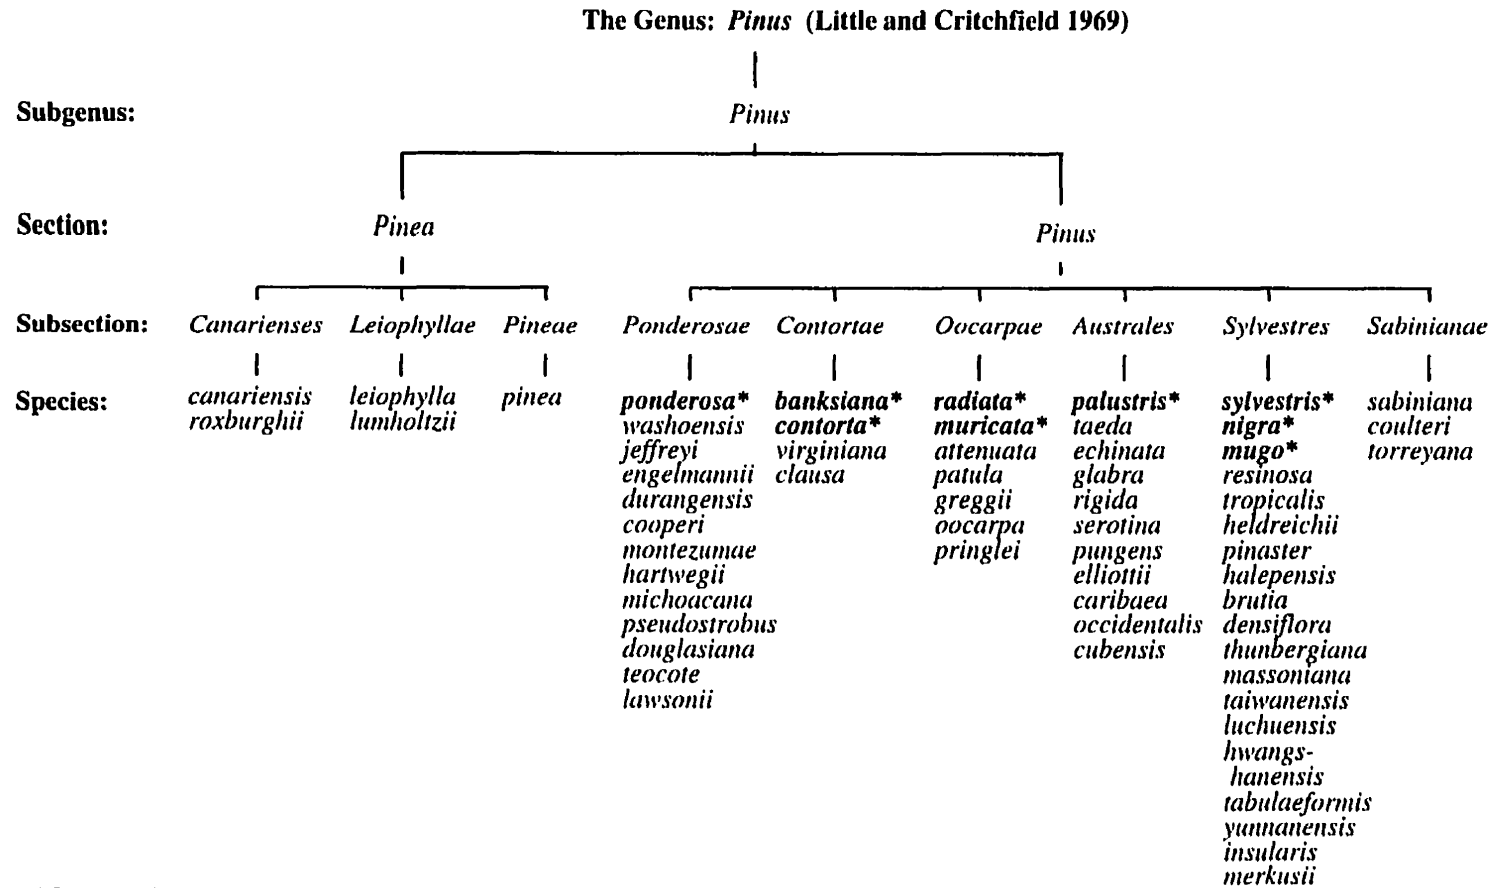 The Genus: Pinus (Little and Critchfield 1969)
Subgenus: Pinus
Section: Pinea Pinus
Subsection: Canarienses Leiophyllae Pineae Ponderosae Contortae Oocarpae Australes Sylvestres Sabinianae
Species: canariensis leiophylla pinea ponderosa* banksiana* radiata* palustris* sylvestris* sabiniana
roxburghii lumholtzii washoensis contorta* muricata* taeda nigra* coulteri
jeffreyi virginiana attenuata echinata mugo* torreyana
engelmannii clausa patula glabra resinosa
durangensis greggii rigida tropicalis
cooperi oocarpa serotina heldreichii
montezumae pringlei pungens pinaster
hartwegii elliottii halepensis
michoacana caribaea brutia
pseudostrobus occidentalis densiflora
douglasiana cubensis thunbergiana
teocote massoniana
lawsonii taiwanensis
luchuensis
hwangs-
hanensis
tabulaeformis
yunnanensis
insularis
merkusii